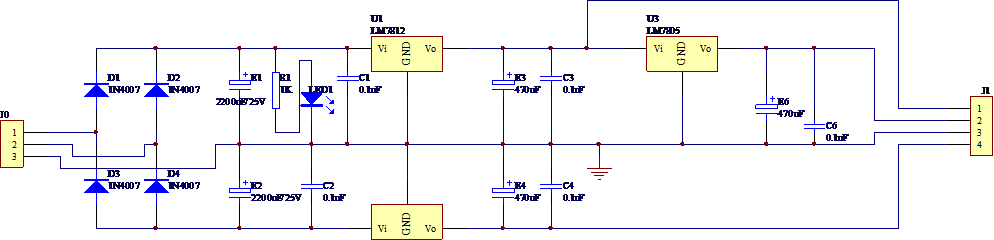 U1
LM7812
U3
LM7805
Vi
Vo
GND
Vi
Vo
GND
D1
1N4007
D2
1N4007
E1
2200uF/25V
R1
1K
LED1
C1
0.1uF
E3
470uF
C3
0.1uF
E6
470uF
C6
0.1uF
J0
1
2
3
J1
1
2
3
4
D3
1N4007
D4
1N4007
E2
2200uF/25V
C2
0.1uF
E4
470uF
C4
0.1uF
Vi
Vo
GND